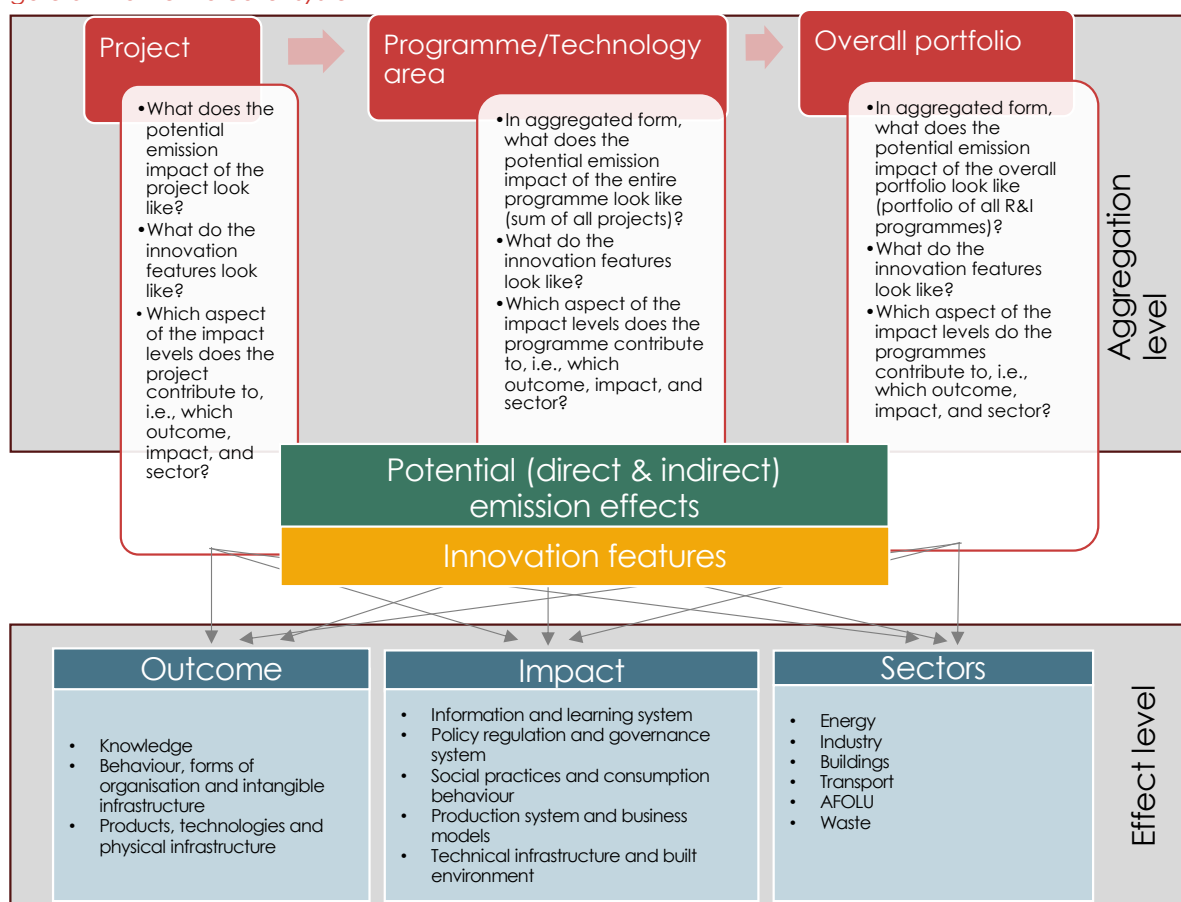 Project
Programme/Technology
area
Overall portfolio
•What does the
potential
emission
impact of the
project look
like?
•What do the
innovation
features look
like?
• Which aspect
of the impact
levels does the
project
contribute to,
i.e., which
outcome,
impact, and
sector?
•In aggregated form,
what does the
potential emission
impact of the entire
programme look like
(sum of all projects)?
•What do the
innovation features
look like?
•Which aspect of the
impact levels does the
programme contribute
to, i.e., which
outcome, impact, and
sector?
•In aggregated form,
what does the
potential emission
impact of the overall
portfolio look like
(portfolio of all R&I
programmes)?
•What do the
innovation features
look like?
•Which aspect of the
impact levels do the
programmes
contribute to, i.e.,
which outcome,
impact, and sector?
Aggregation
level
Potential (direct & indirect)
emission effects
Innovation features
Outcome
• Knowledge
• Behaviour, forms of
organisation and intangible
infrastructure
• Products, technologies and
physical infrastructure
Impact
• Information and learning system
• Policy regulation and governance
system
• Social practices and consumption
behaviour
• Production system and business
models
• Technical infrastructure and built
environment
Sectors
• Energy
• Industry
• Buildings
• Transport
• AFOLU
• Waste
Effect level